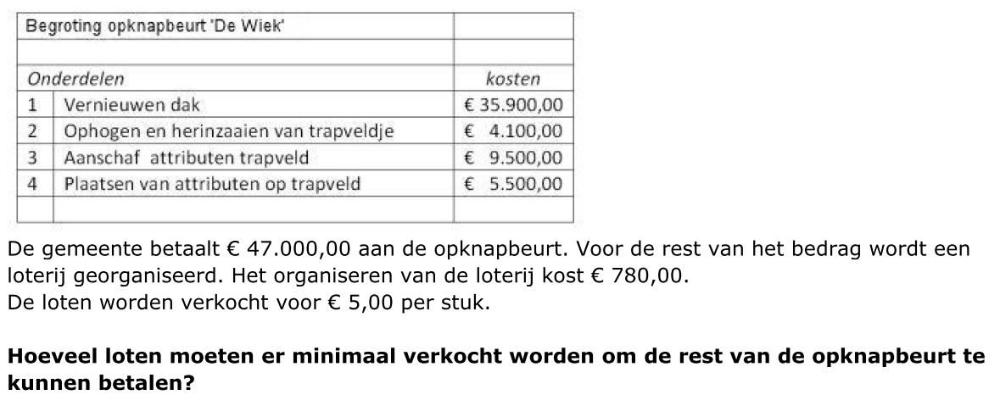 Begroting opknapbeurt 'De Wiek'
Onderdelen kosten
1 Vernieuwen dak € 35.900,00
2 Ophogen en herinzaaien van trapveldje € 4.100,00
3 Aanschaf attributen trapveld € 9.500,00
4 Plaatsen van attributen op trapveld € 5.500,00
De gemeente betaalt € 47.000,00 aan de opknapbeurt. Voor de rest van het bedrag wordt een
loterij georganiseerd. Het organiseren van de loterij kost € 780,00.
De loten worden verkocht voor € 5,00 per stuk.
Hoeveel loten moeten er minimaal verkocht worden om de rest van de opknapbeurt te
kunnen betalen?